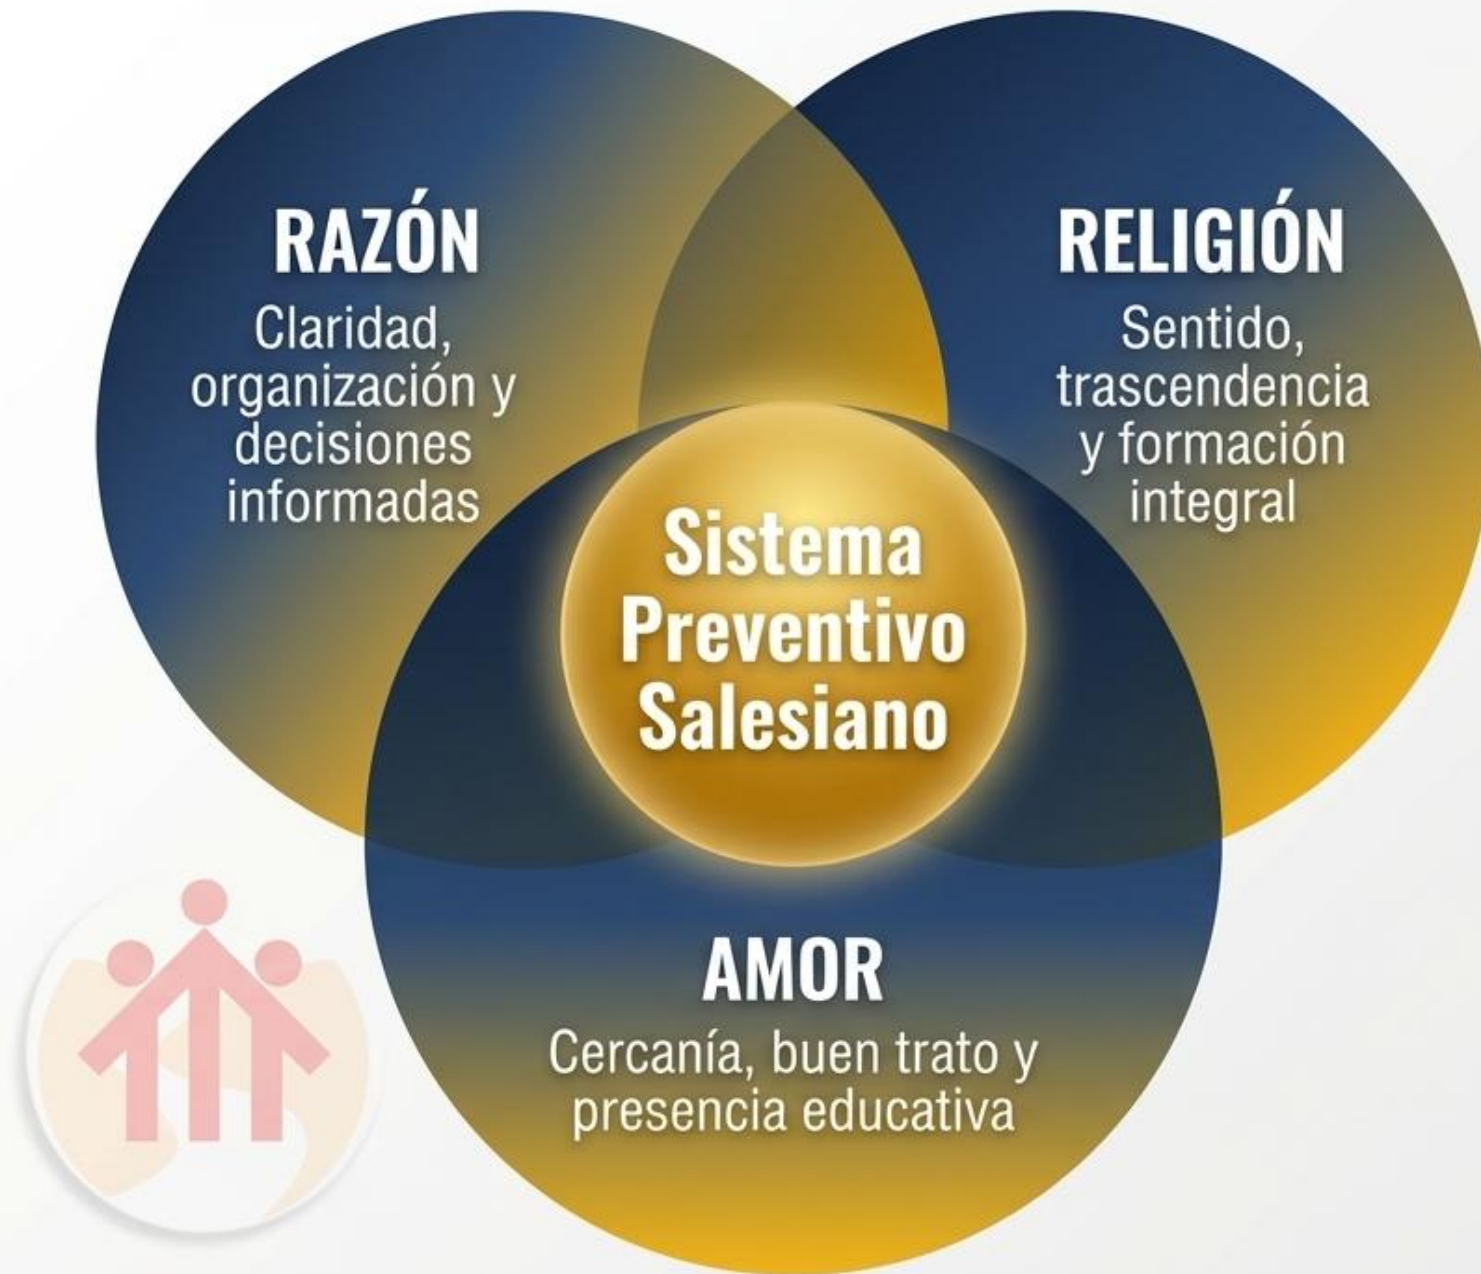 RAZÓN
Claridad,
organización y
decisiones
informadas
RELIGIÓN
Sentido,
trascendencia
y formación
integral
Sistema
Preventivo
Salesiano
AMOR
Cercanía, buen trato y
presencia educativa